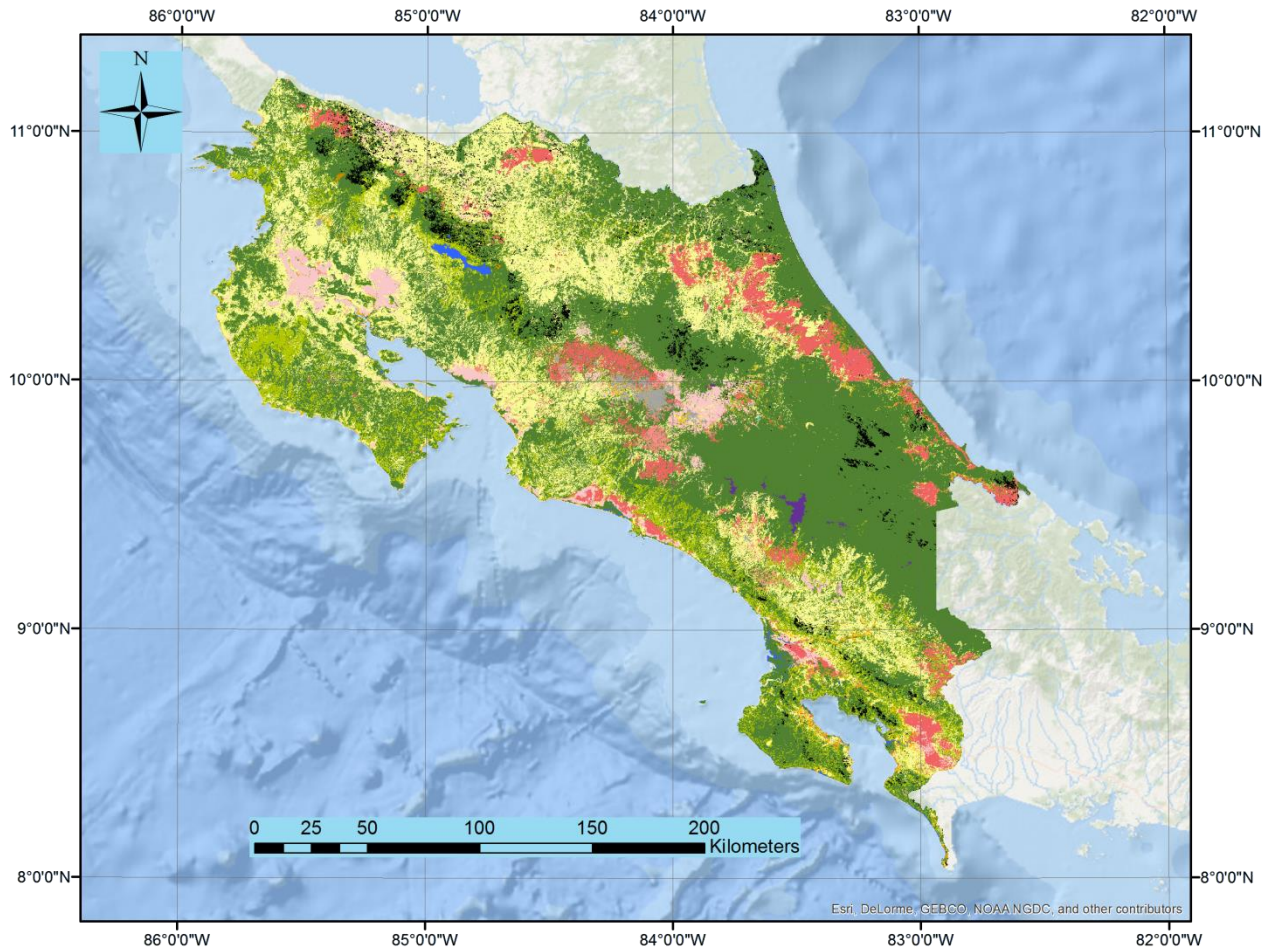 86°0'0"W 85°0'0"W 84°0'0"W 83°0'0"W 82°0'0"W
N
11°0'0"N 11°0'0"N
10°0'0"N 10°0'0"N
9°0'0"N 9°0'0"N
0 25 50 100 150 200
Kilometers
8°0'0"N 8°0'0"N
Esri, DeLorme, GEBCO, NOAA NGDC, and other contributors
86°0'0"W 85°0'0"W 84°0'0"W 83°0'0"W 82°0'0"W